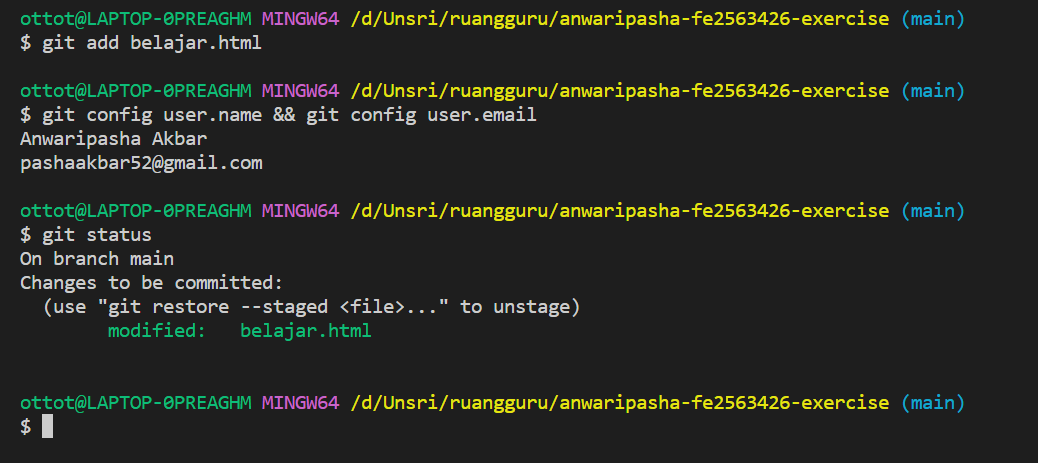 ottot@LAPTOP-0PREAGHM MINGW64 /d/Unsri/ruangguru/anwaripasha-fe2563426-exercise (main)
$ git add belajar.html
ottot@LAPTOP-0PREAGHM MINGW64 /d/Unsri/ruangguru/anwaripasha-fe2563426-exercise (main)
$ git config user.name && git config user.email
Anwaripasha Akbar
pashaakbar52@gmail.com
ottot@LAPTOP-0PREAGHM MINGW64 /d/Unsri/ruangguru/anwaripasha-fe2563426-exercise (main)
$ git status
On branch main
Changes to be committed:
  (use "git restore --staged <file>..." to unstage)
        modified:   belajar.html
ottot@LAPTOP-0PREAGHM MINGW64 /d/Unsri/ruangguru/anwaripasha-fe2563426-exercise (main)
$